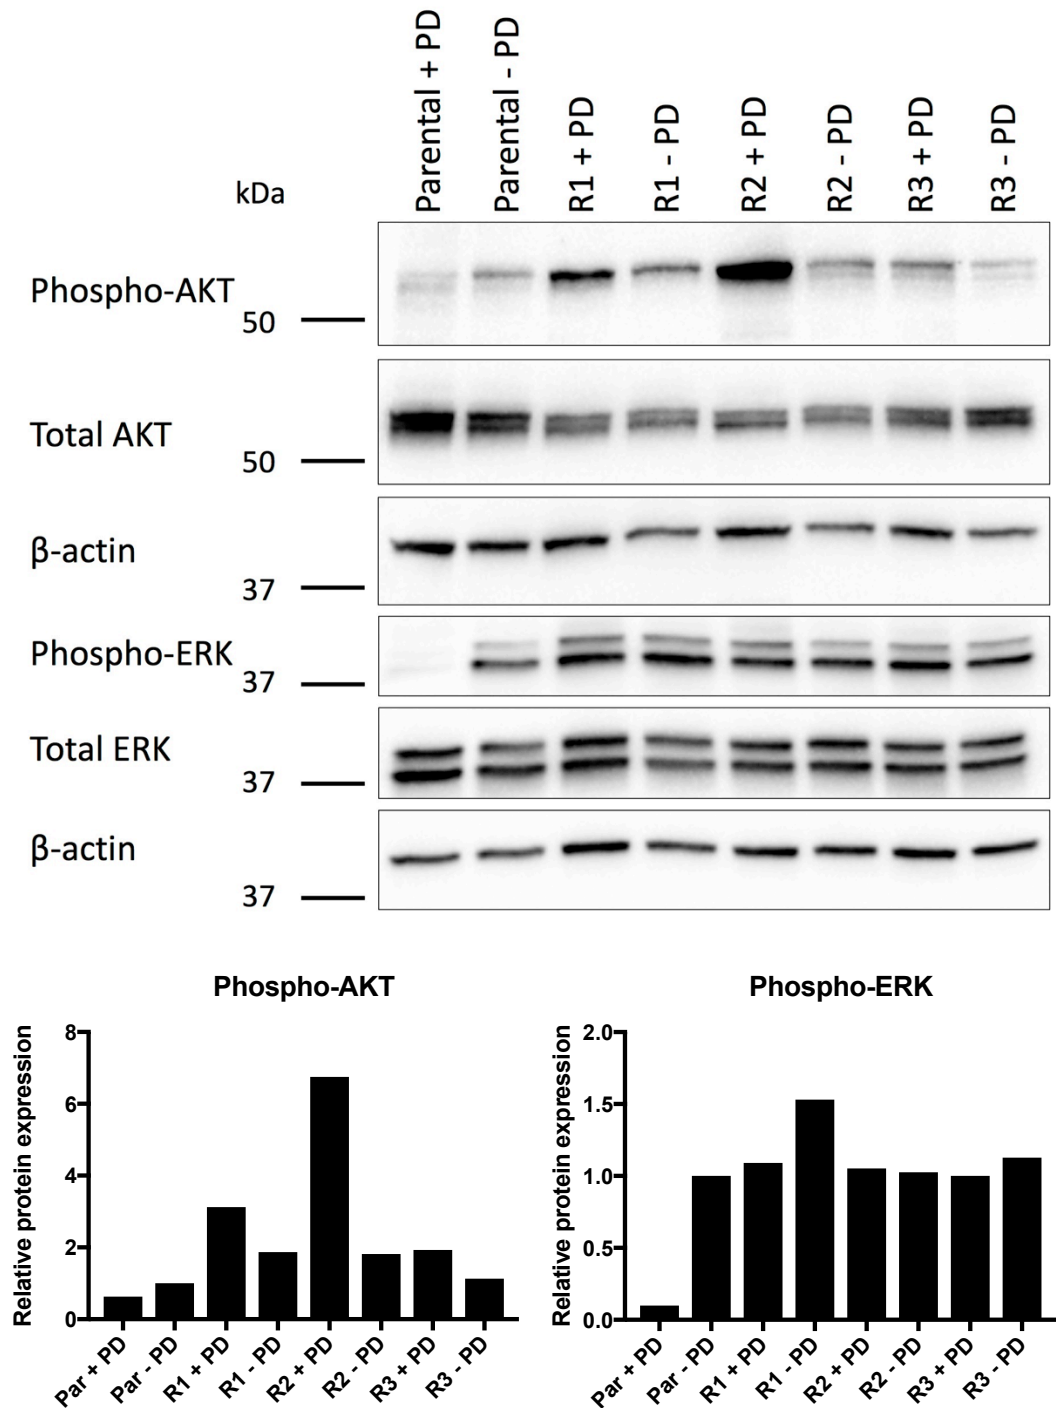 Parental + PD
Parental - PD
R1 + PD
R1 - PD
R2 + PD
R2 - PD
R3 + PD
R3 - PD
kDa
Phospho-AKT
50
Total AKT
50
β-actin
37
Phospho-ERK
37
Total ERK
37
β-actin
37
Phospho-AKT
Relative protein expression
8
6
4
2
0
Par + PD
Par - PD
R1 + PD
R1 - PD
R2 + PD
R2 - PD
R3 + PD
R3 - PD
Phospho-ERK
Relative protein expression
2.0
1.5
1.0
0.5
0.0
Par + PD
Par - PD
R1 + PD
R1 - PD
R2 + PD
R2 - PD
R3 + PD
R3 - PD